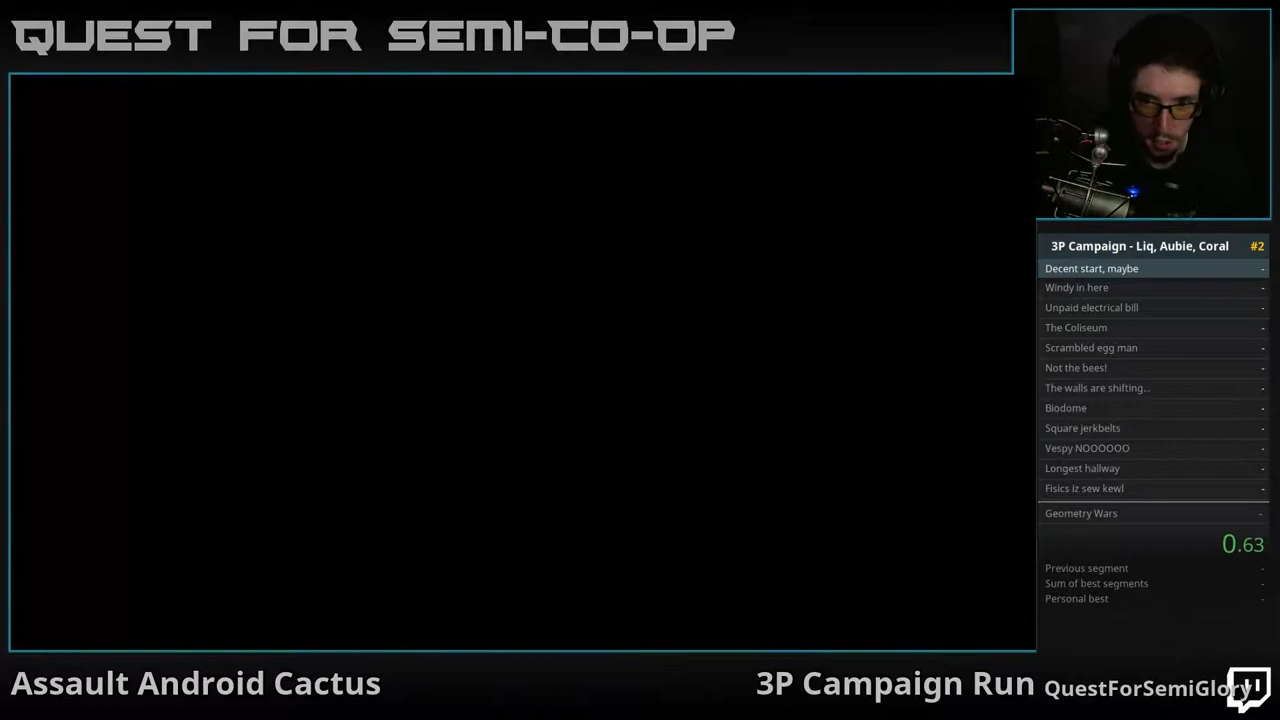 QUEST FOR SEMI-CO-OP
3P Campaign - Liq, Aubie, Coral #2
Decent start, maybe -
Windy in here -
Unpaid electrical bill -
The Coliseum -
Scrambled egg man -
Not the bees! -
The walls are shifting... -
Biodome -
Square jerkbelts -
Vespy NOOOOOO -
Longest hallway -
Fisics iz sew kewl -
Geometry Wars -
0.63
Previous segment -
Sum of best segments -
Personal best -
Assault Android Cactus
3P Campaign Run
QuestForSemiGlory